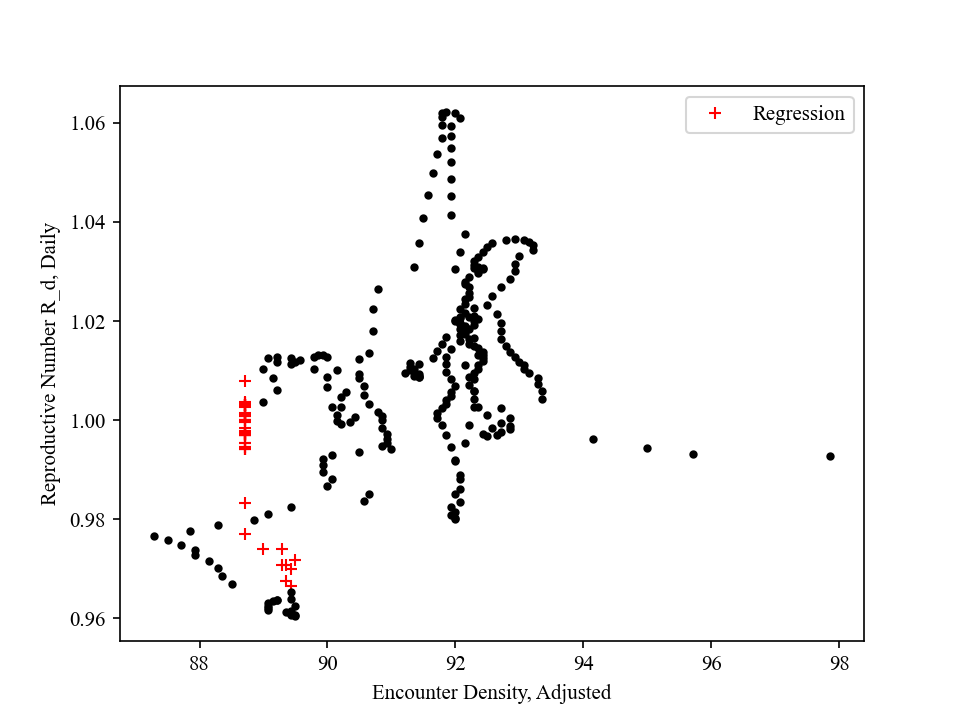 Regression
1.06
1.04
1.02
1.00
0.98
0.96
Reproductive Number R_d, Daily
88 90 92 94 96 98
Encounter Density, Adjusted